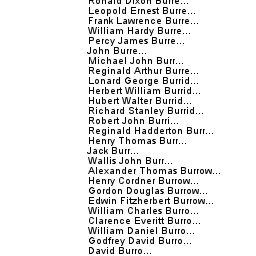 Ronald Dixon Burre...
Leopold Ernest Burre...
Frank Lawrence Burre...
William Hardy Burre...
Percy James Burre...
John Burre...
Michael John Burr...
Reginald Arthur Burre...
Lonard George Burrid...
Herbert William Burrid...
Hubert Walter Burrid...
Richard Stanley Burrid...
Robert John Burri...
Reginald Hadderton Burr...
Henry Thomas Burr...
Jack Burr...
Wallis John Burr...
Alexander Thomas Burrow...
Henry Cordner Burrow...
Gordon Douglas Burrow...
Edwin Fitzherbert Burrow...
William Charles Burro...
Clarence Everitt Burro...
William Daniel Burro...
Godfrey David Burro...
David Burro...